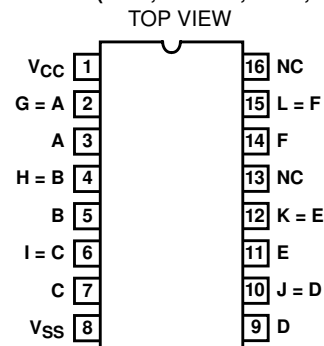 TOP VIEW
VCC 1 16 NC
G = A 2 15 L = F
A 3 14 F
H = B 4 13 NC
B 5 12 K = E
I = C 6 11 E
C 7 10 J = D
VSS 8 9 D